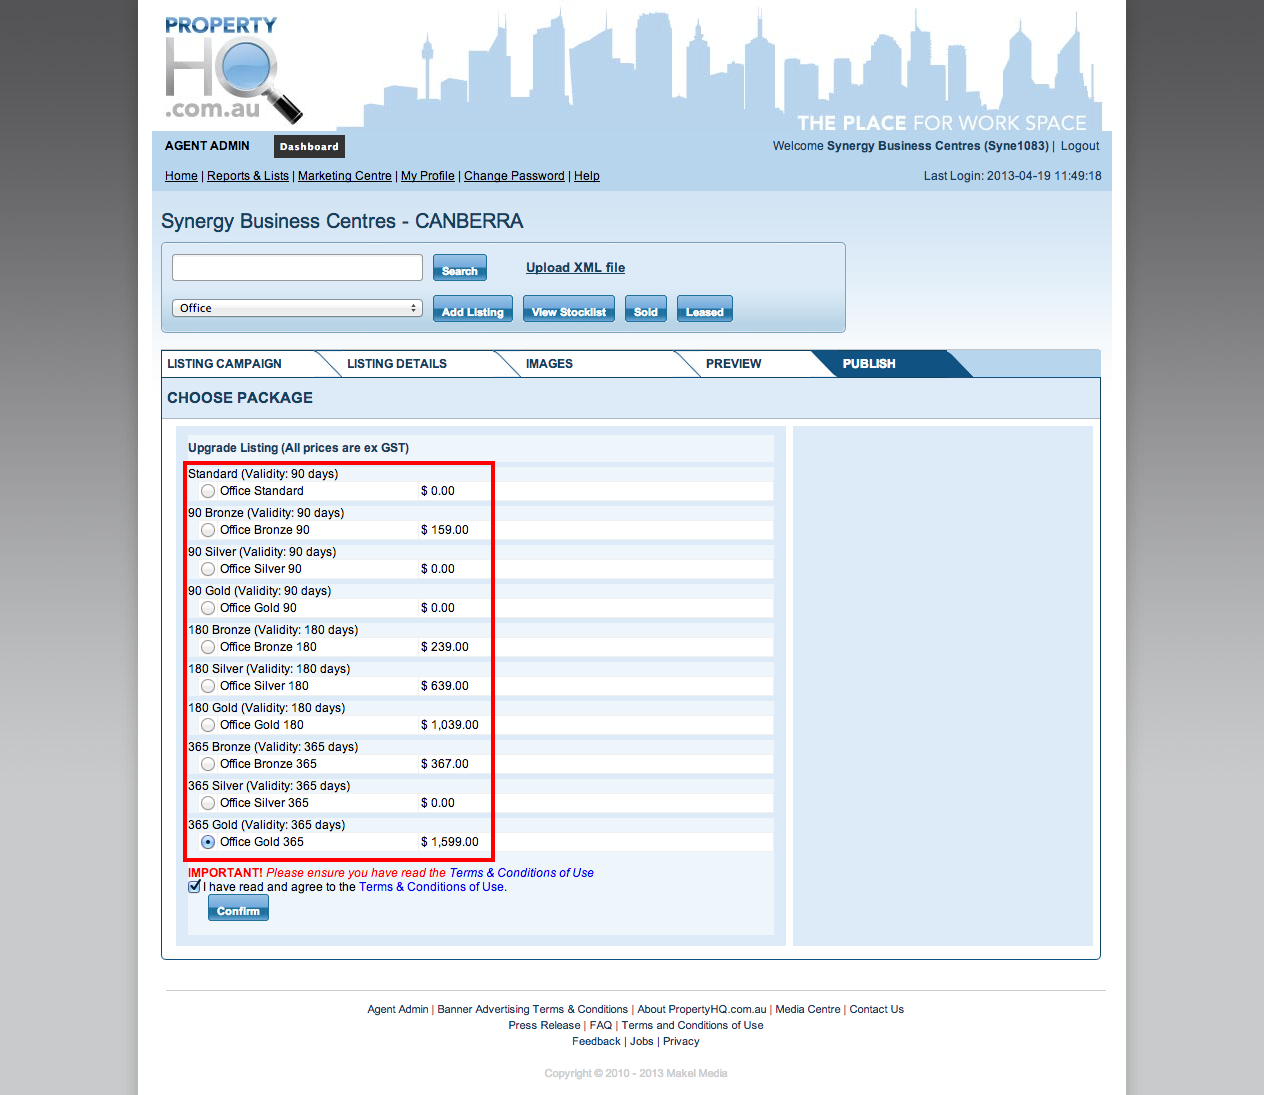 PROPERTY
HQ
.com.au
THE PLACE FOR WORK SPACE
AGENT ADMIN Dashboard Welcome Synergy Business Centres (Syne1083) | Logout
Home | Reports & Lists | Marketing Centre | My Profile | Change Password | Help Last Login: 2013-04-19 11:49:18
Synergy Business Centres - CANBERRA
Search Upload XML file
Office Add Listing View Stocklist Sold Leased
LISTING CAMPAIGN LISTING DETAILS IMAGES PREVIEW PUBLISH
CHOOSE PACKAGE
Upgrade Listing (All prices are ex GST)
Standard (Validity: 90 days)
Office Standard $ 0.00
90 Bronze (Validity: 90 days)
Office Bronze 90 $ 159.00
90 Silver (Validity: 90 days)
Office Silver 90 $ 0.00
90 Gold (Validity: 90 days)
Office Gold 90 $ 0.00
180 Bronze (Validity: 180 days)
Office Bronze 180 $ 239.00
180 Silver (Validity: 180 days)
Office Silver 180 $ 639.00
180 Gold (Validity: 180 days)
Office Gold 180 $ 1,039.00
365 Bronze (Validity: 365 days)
Office Bronze 365 $ 367.00
365 Silver (Validity: 365 days)
Office Silver 365 $ 0.00
365 Gold (Validity: 365 days)
Office Gold 365 $ 1,599.00
IMPORTANT! Please ensure you have read the Terms & Conditions of Use
I have read and agree to the Terms & Conditions of Use.
Confirm
Agent Admin | Banner Advertising Terms & Conditions | About PropertyHQ.com.au | Media Centre | Contact Us
Press Release | FAQ | Terms and Conditions of Use
Feedback | Jobs | Privacy
Copyright © 2010 - 2013 Makel Media